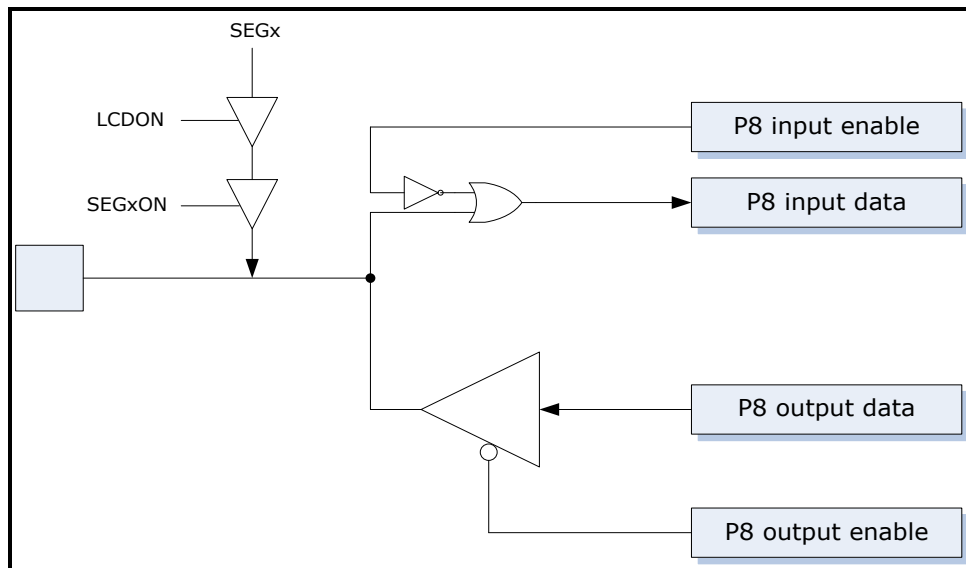 SEGx
LCDON
SEGxON
P8 input enable
P8 input data
P8 output data
P8 output enable